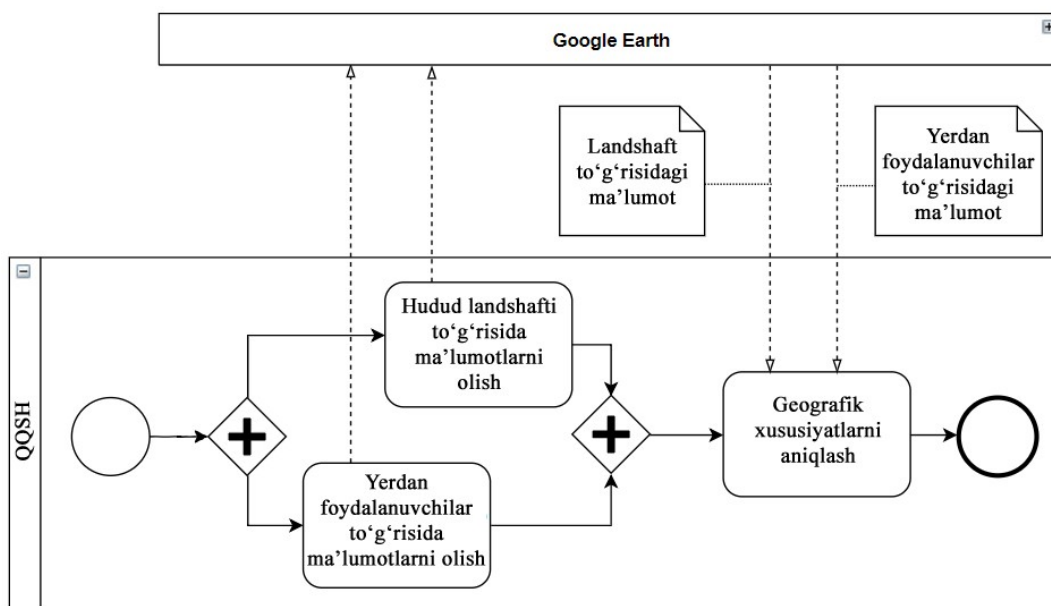 Google Earth
Landshaft
to‘g‘risidagi
ma’lumot
Yerdan
foydalanuvchilar
to‘g‘risidagi
ma’lumot
QQSH
Hudud landshafti
to‘g‘risida
ma’lumotlarni
olish
Yerdan
foydalanuvchilar
to‘g‘risida
ma’lumotlarni olish
Geografik
xususiyatlarni
aniqlash